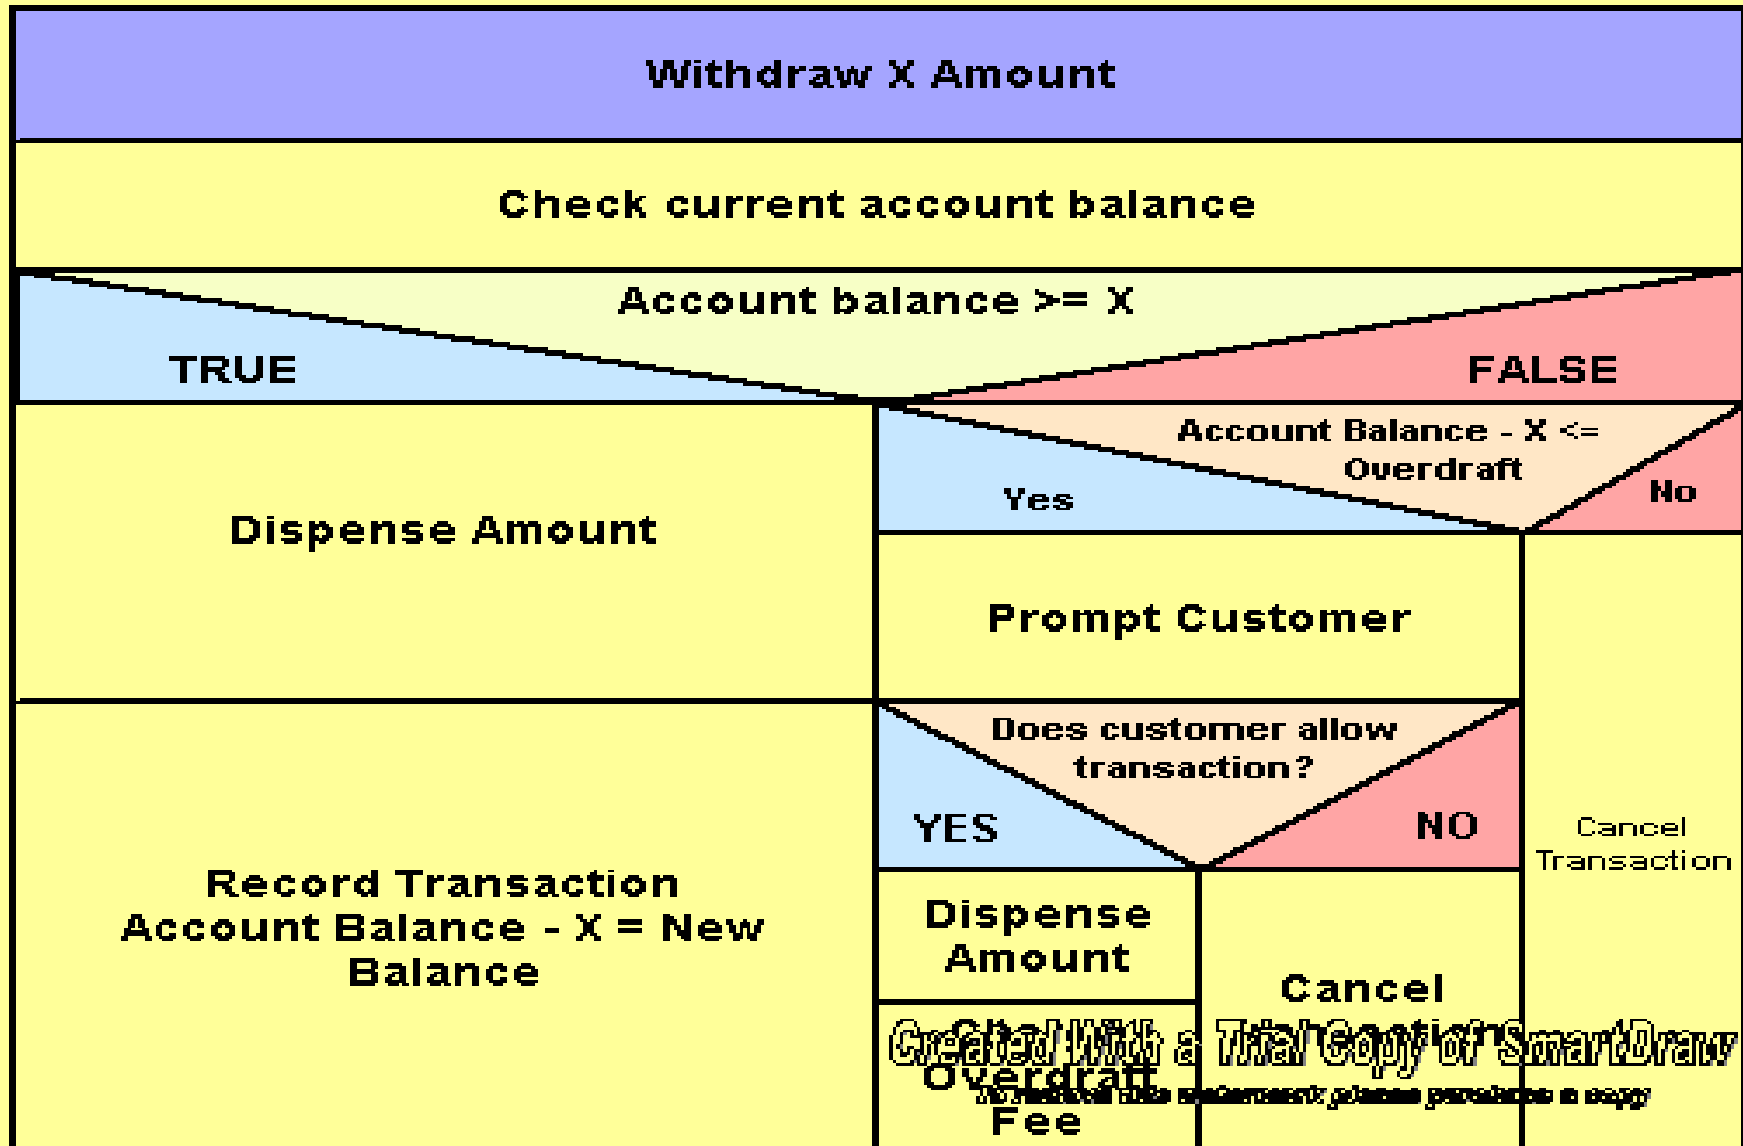 Withdraw X Amount
Check current account balance
Account balance >= X
TRUE
FALSE
Account Balance - X <=
Overdraft
Yes
No
Dispense Amount
Prompt Customer
Does customer allow
transaction?
YES
NO
Cancel
Transaction
Record Transaction
Account Balance - X = New
Balance
Dispense
Amount
Overdraft
Fee
Cancel
Transaction
Created With a Trial Copy of SmartDraw